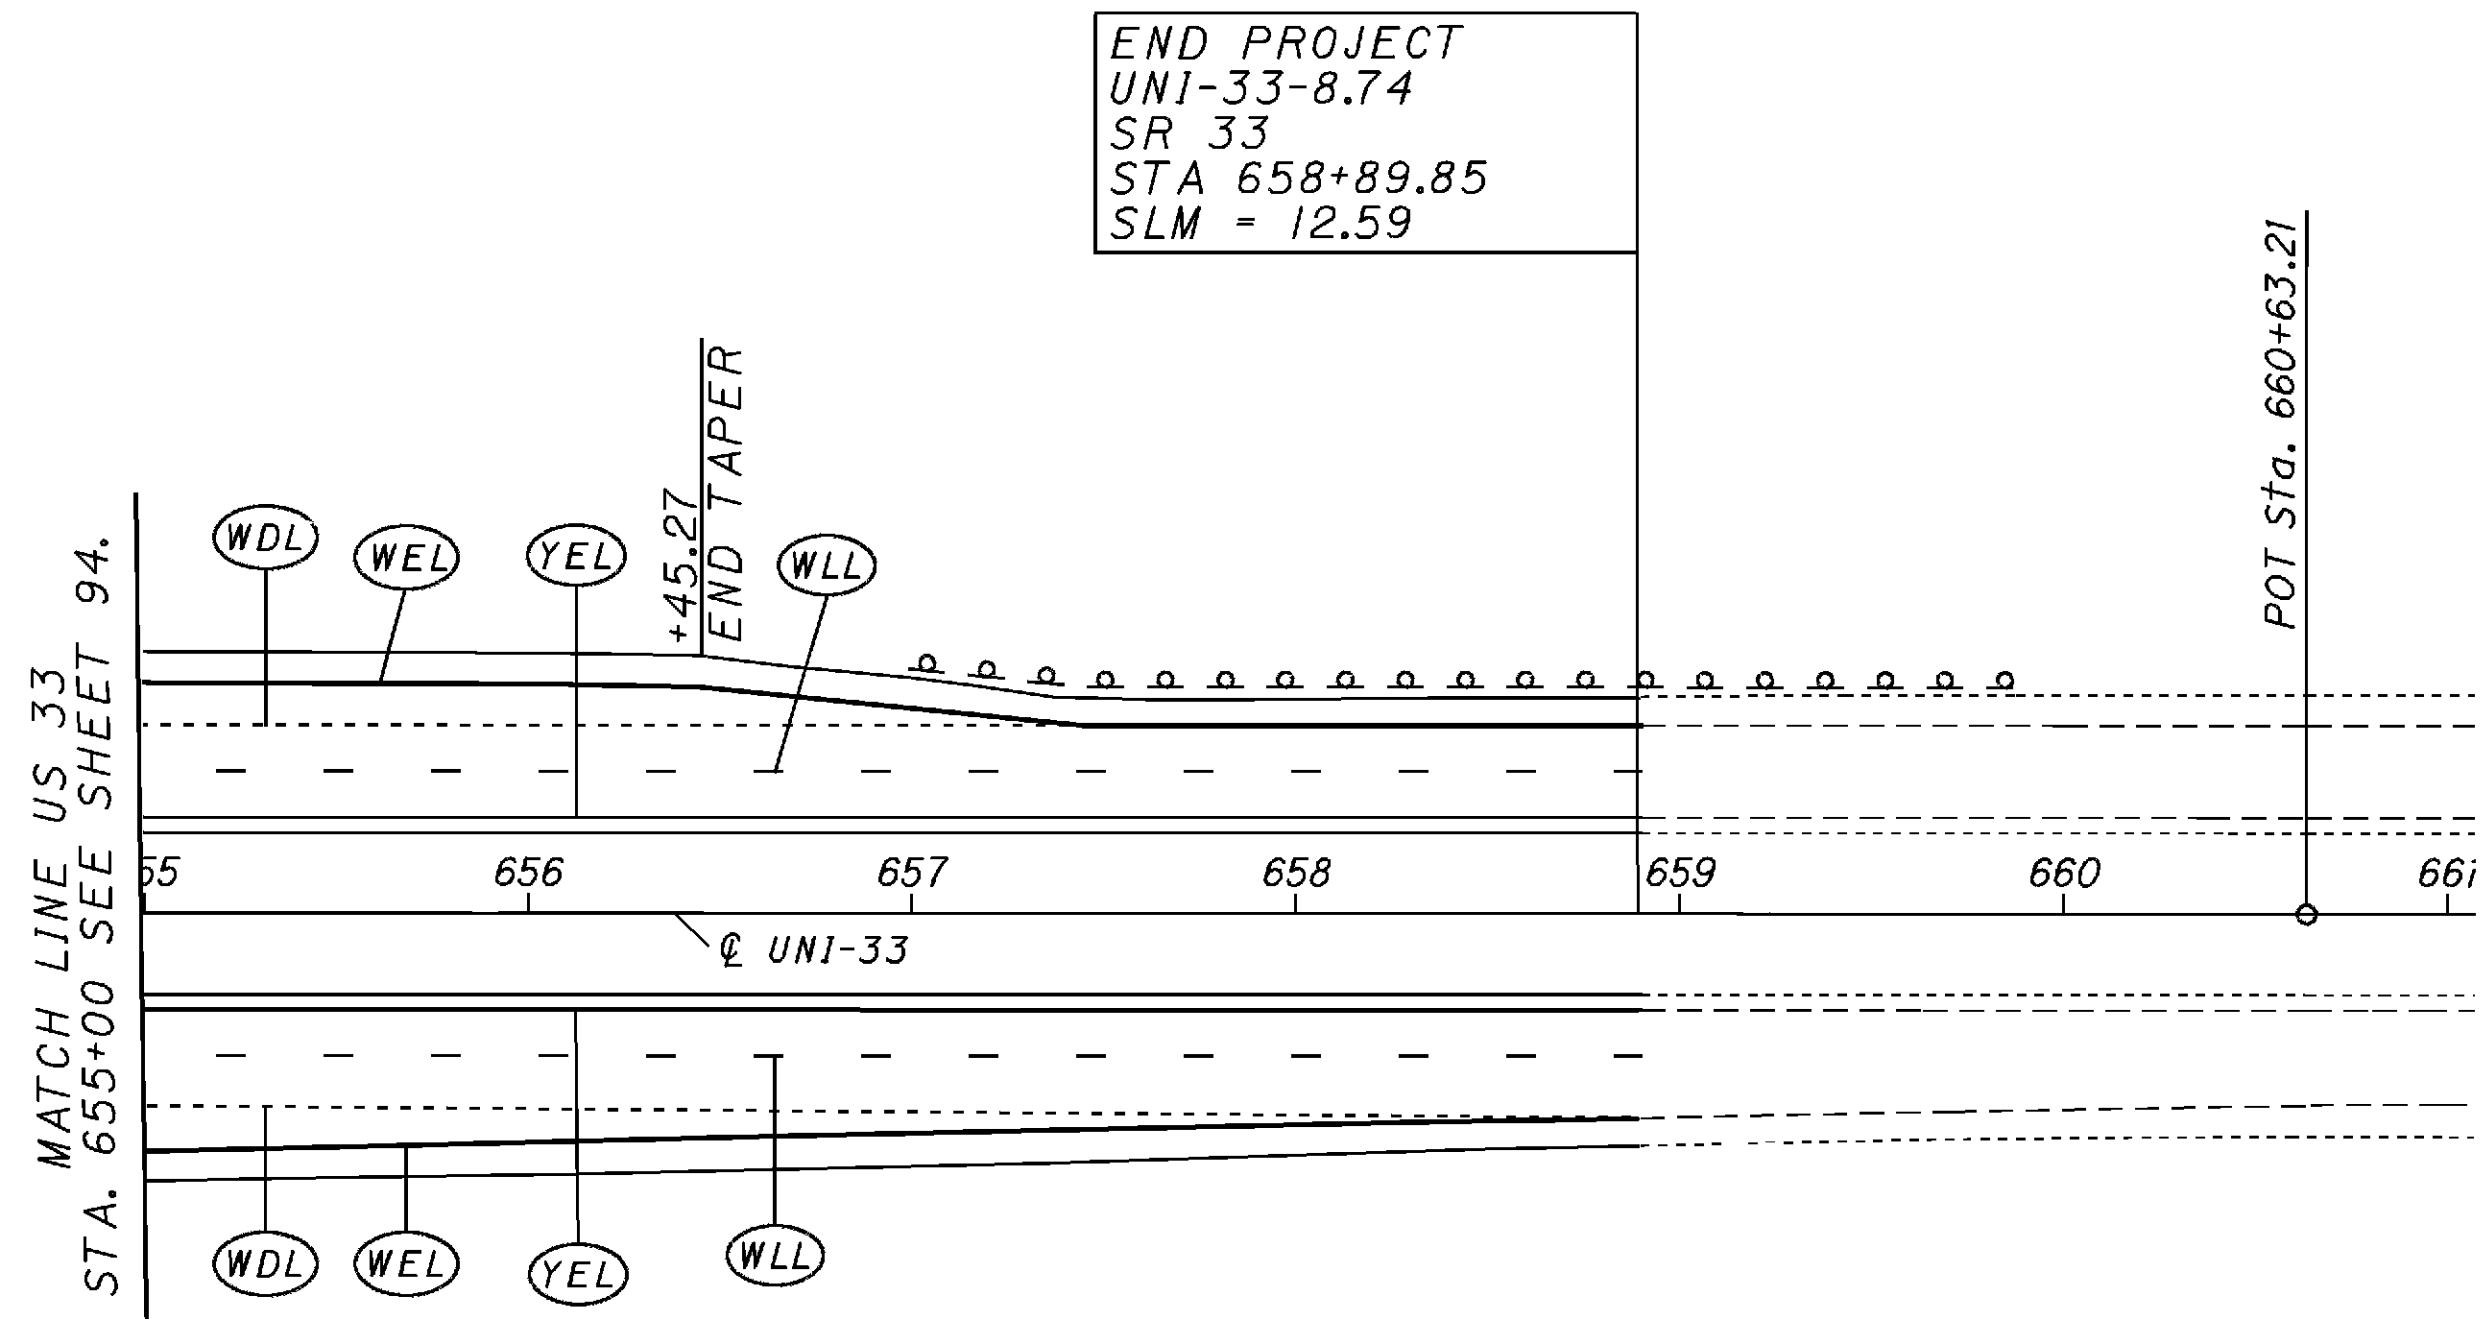 END PROJECT
UNI-33-8.74
SR 33
STA 658+89.85
SLM = 12.59
POT Sta. 660+63.21
+45.27
END TAPER
WDL
WEL
YEL
WLL
MATCH LINE US 33
STA. 655+00 SEE SHEET 94.
55
656
657
658
659
660
661
℄ UNI-33
WDL
WEL
YEL
WLL